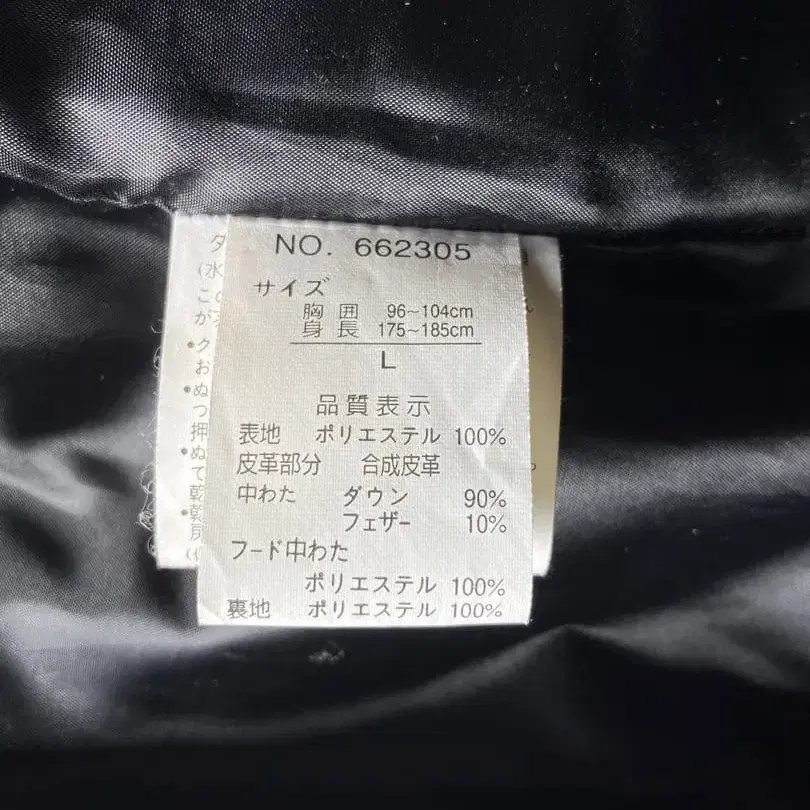 NO. 662305
サイズ
胸囲 96~104cm
身長 175~185cm
L
品質表示
表地 ポリエステル 100%
皮革部分 合成皮革
中わた ダウン 90%
フェザー 10%
フード中わた
ポリエステル 100%
裏地 ポリエステル 100%